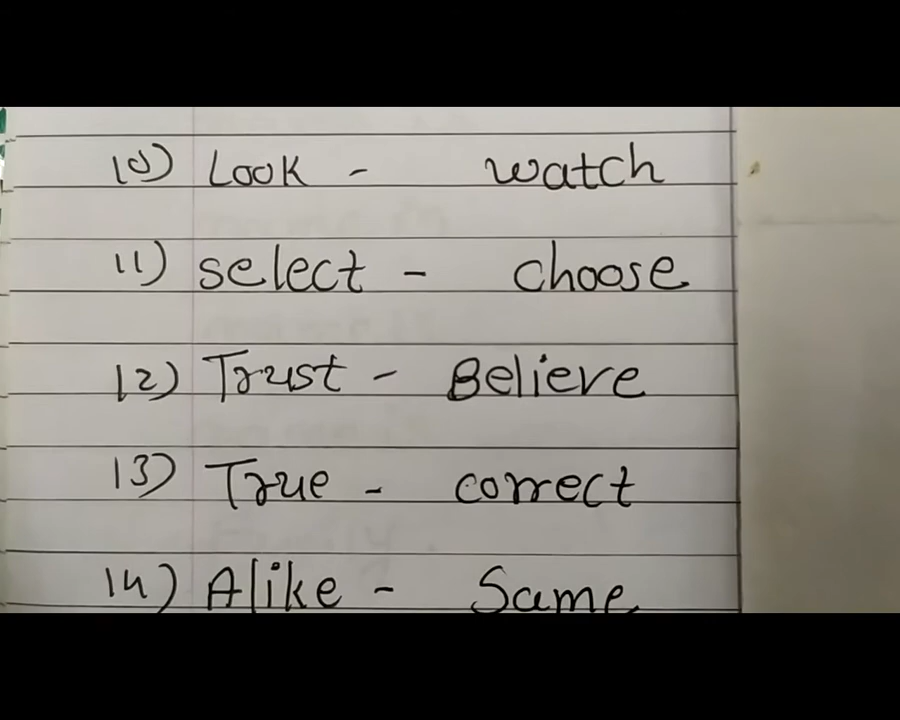 10) Look - watch
11) select - choose
12) Trust - Believe
13) True - correct
14) Alike - Same